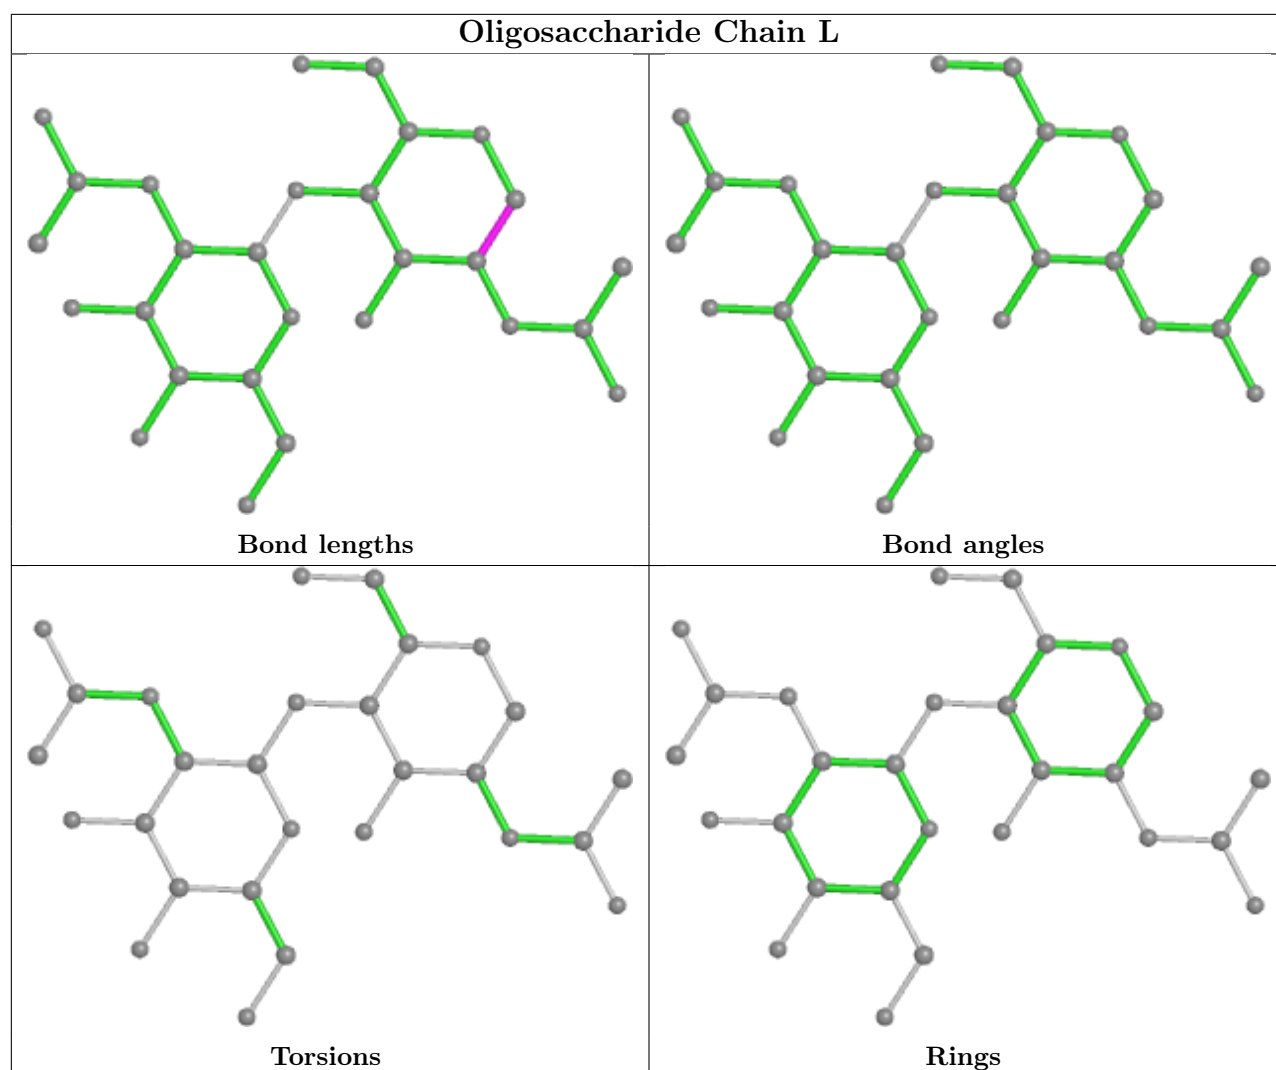 Oligosaccharide Chain L
Bond lengths
Bond angles
Torsions
Rings